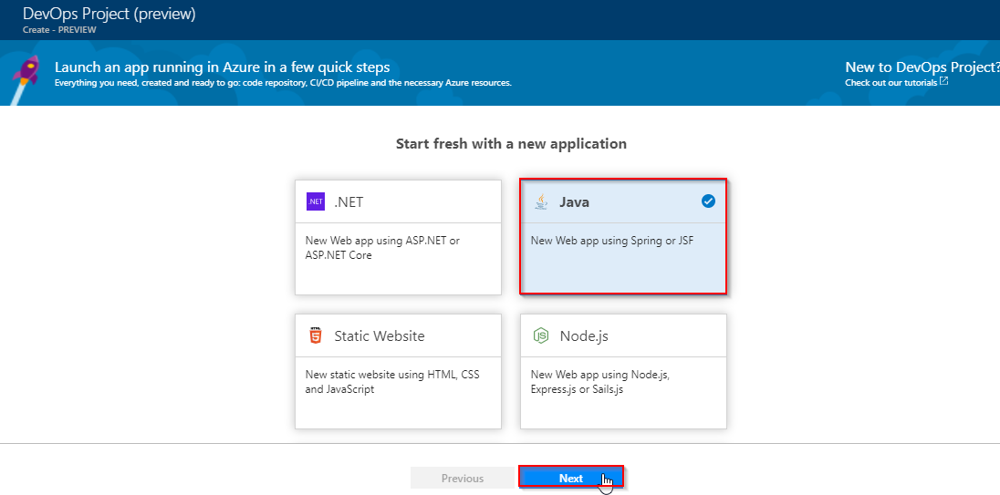 DevOps Project (preview)
Create - PREVIEW
Launch an app running in Azure in a few quick steps
Everything you need, created and ready to go: code repository, CI/CD pipeline and the necessary Azure resources.
New to DevOps Project?
Check out our tutorials
Start fresh with a new application
.NET
.NET
New Web app using ASP.NET or
ASP.NET Core
Java
New Web app using Spring or JSF
HTML
5
Static Website
New static website using HTML, CSS
and JavaScript
JS
Node.js
New Web app using Node.js,
Express.js or Sails.js
Previous
Next